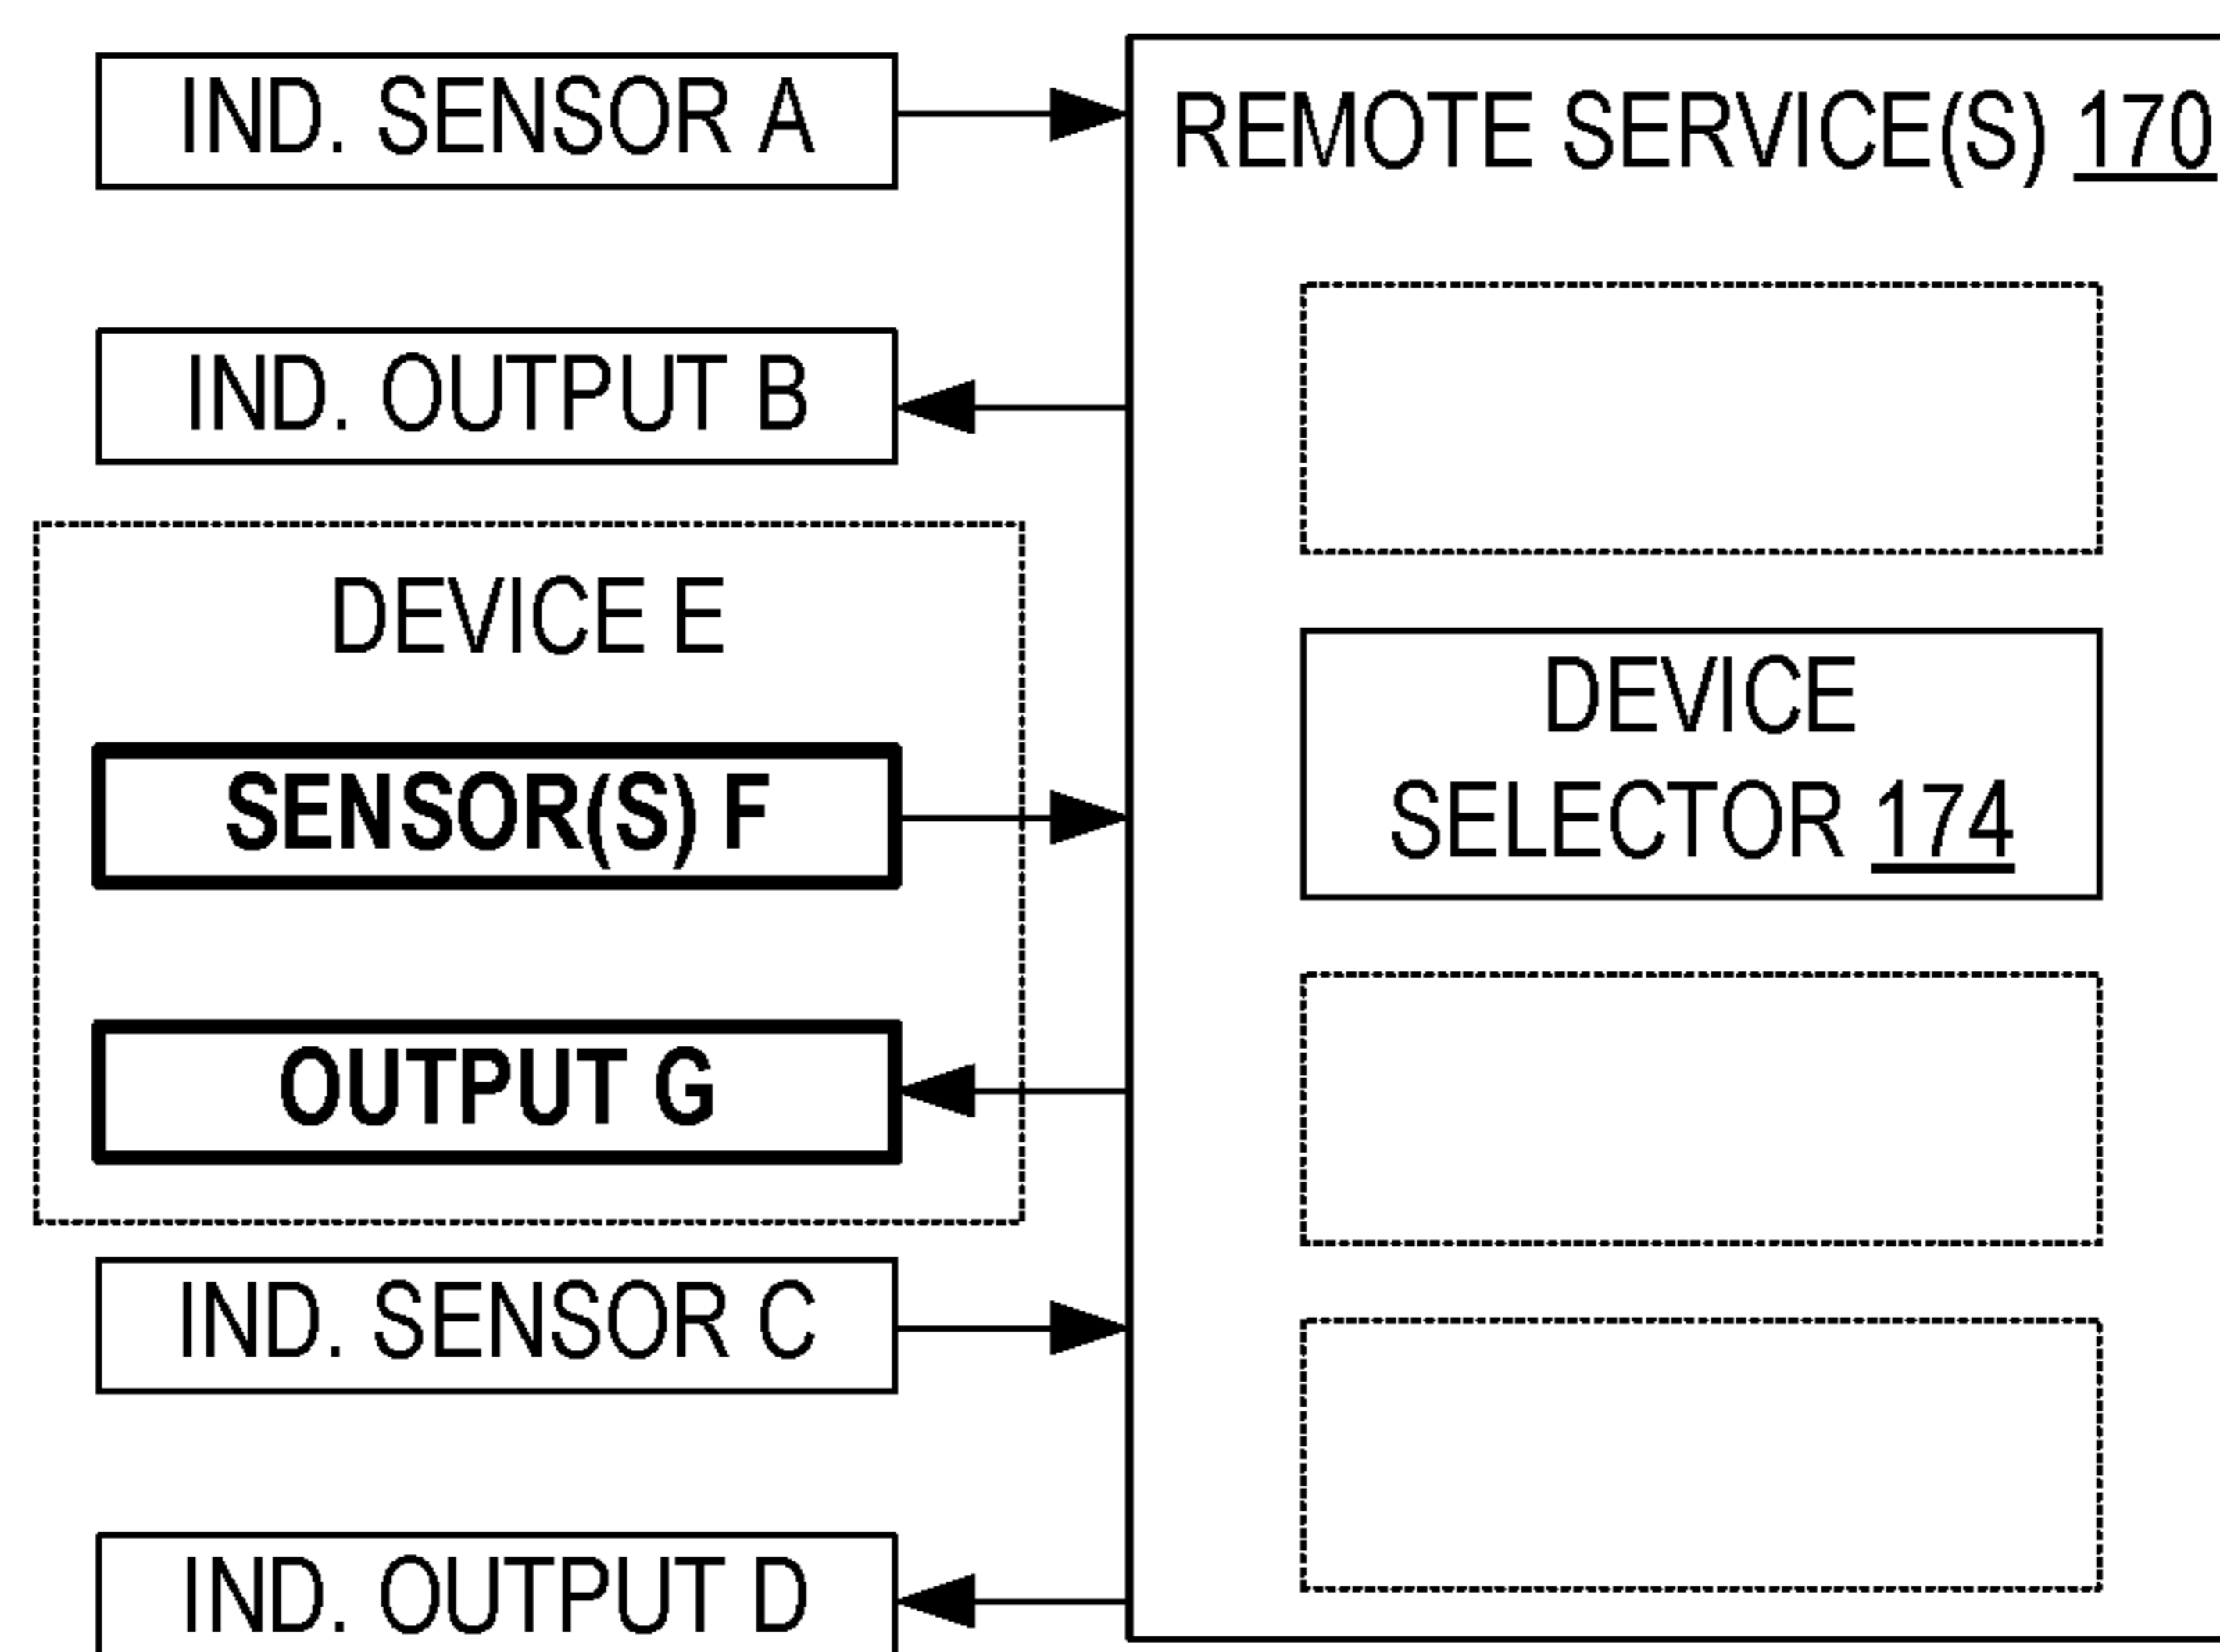 IND. SENSOR A
IND. OUTPUT B
DEVICE E
SENSOR(S) F
OUTPUT G
IND. SENSOR C
IND. OUTPUT D
REMOTE SERVICE(S) 170
DEVICE
SELECTOR 174